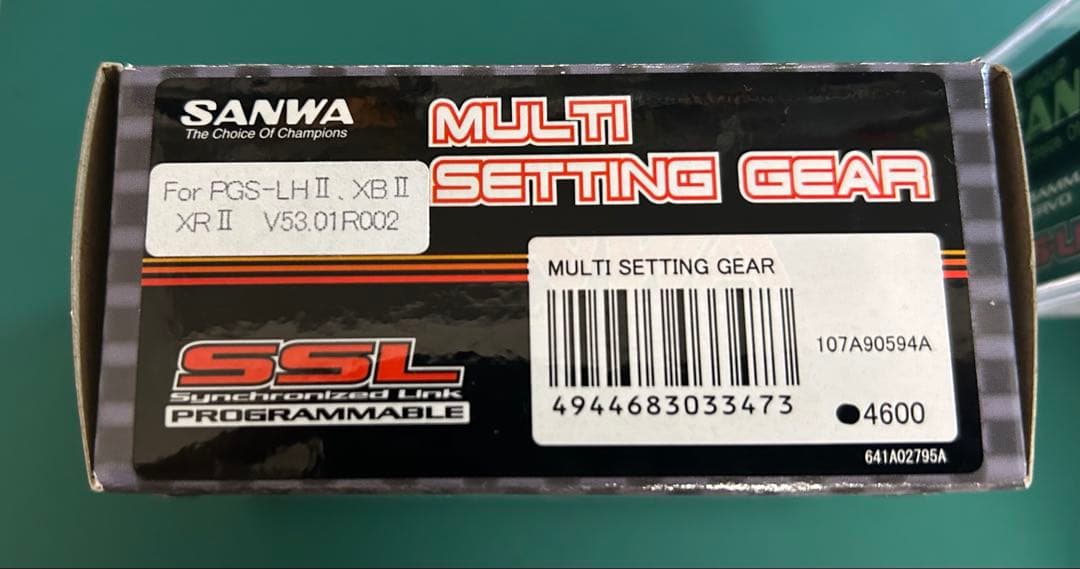 SANWA
The Choice Of Champions
MULTI
SETTING GEAR
For PGS-LHⅡ、XBⅡ
XRⅡ V53.01R002
MULTI SETTING GEAR
107A90594A
4944683033473
●4600
641A02795A
SSL
Synchronized Link
PROGRAMMABLE